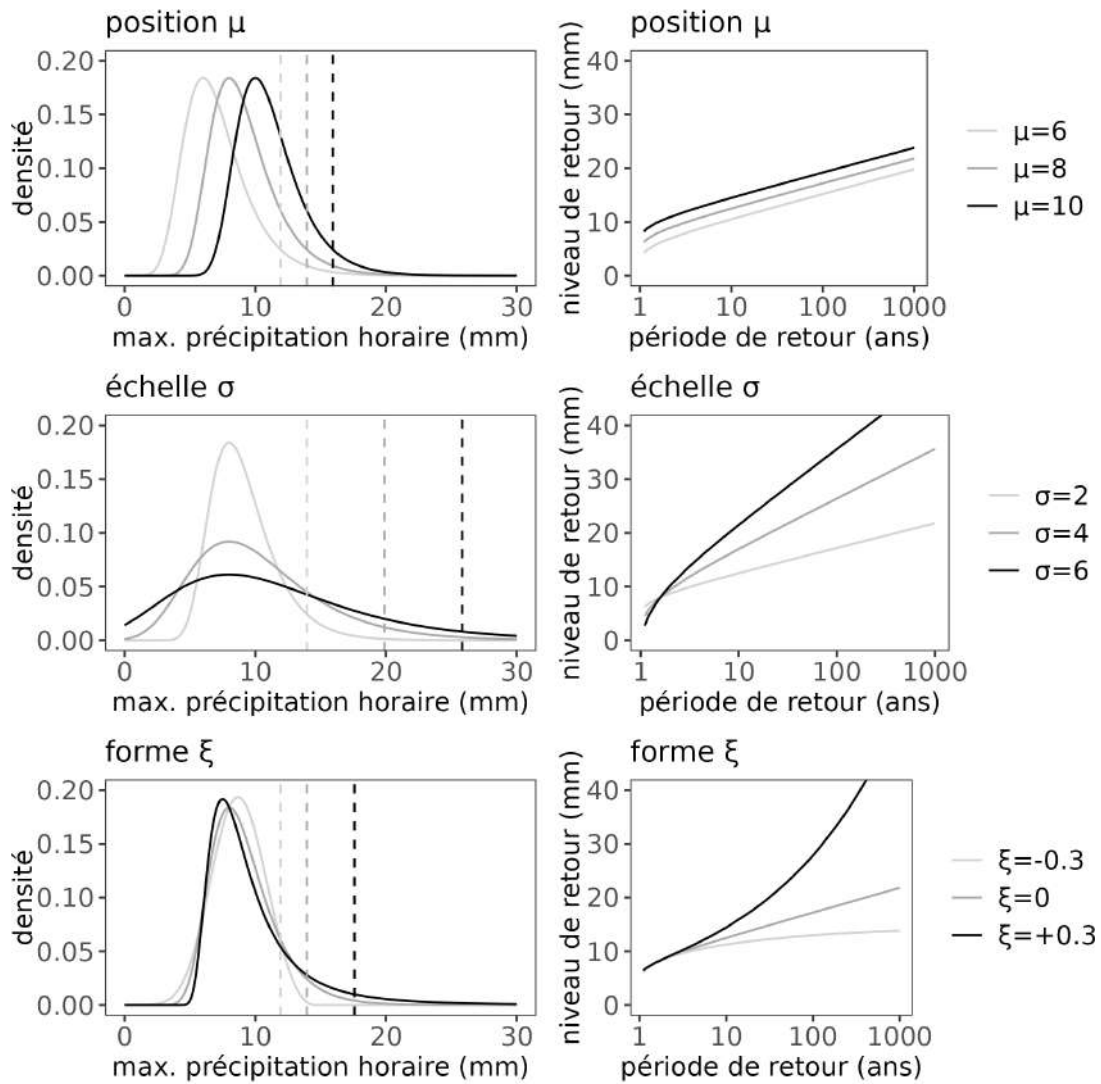 position μ
densité
0.20
0.15
0.10
0.05
0.00
0
10
20
30
max. précipitation horaire (mm)
position μ
niveau de retour (mm)
40
30
20
10
0
1
10
100
1000
période de retour (ans)
μ=6
μ=8
μ=10
échelle σ
densité
0.20
0.15
0.10
0.05
0.00
0
10
20
30
max. précipitation horaire (mm)
échelle σ
niveau de retour (mm)
40
30
20
10
0
1
10
100
1000
période de retour (ans)
σ=2
σ=4
σ=6
forme ξ
densité
0.20
0.15
0.10
0.05
0.00
0
10
20
30
max. précipitation horaire (mm)
forme ξ
niveau de retour (mm)
40
30
20
10
0
1
10
100
1000
période de retour (ans)
ξ=-0.3
ξ=0
ξ=+0.3